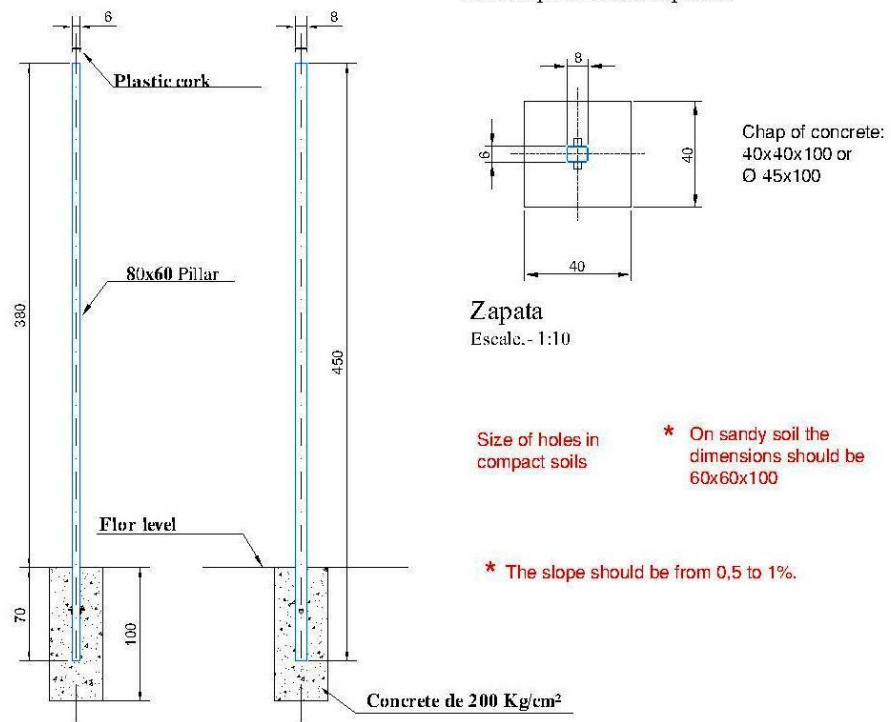 6
8
Plastic cork
8
6
40
40
Chap of concrete:
40x40x100 or
Ø 45x100
80x60 Pillar
380
450
Zapata
Escale.- 1:10
Size of holes in
compact soils
* On sandy soil the
dimensions should be
60x60x100
Flor level
* The slope should be from 0,5 to 1%.
70
100
Concrete de 200 Kg/cm²